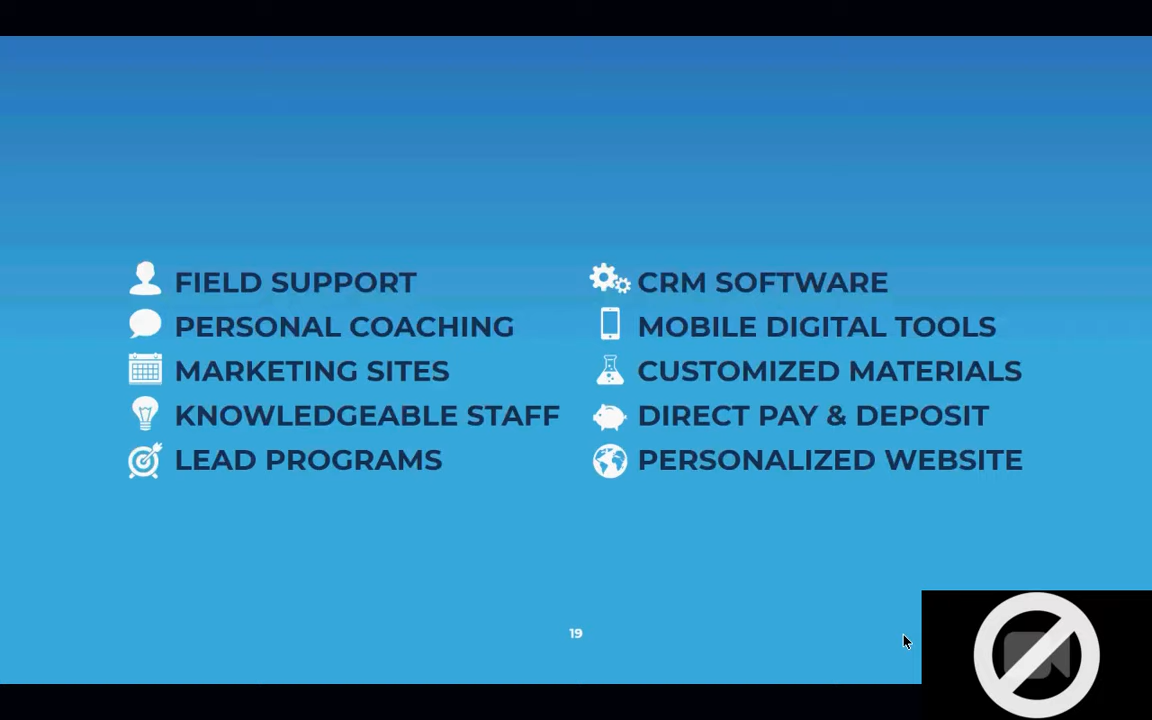 FIELD SUPPORT
PERSONAL COACHING
MARKETING SITES
KNOWLEDGEABLE STAFF
LEAD PROGRAMS
CRM SOFTWARE
MOBILE DIGITAL TOOLS
CUSTOMIZED MATERIALS
DIRECT PAY & DEPOSIT
PERSONALIZED WEBSITE
19